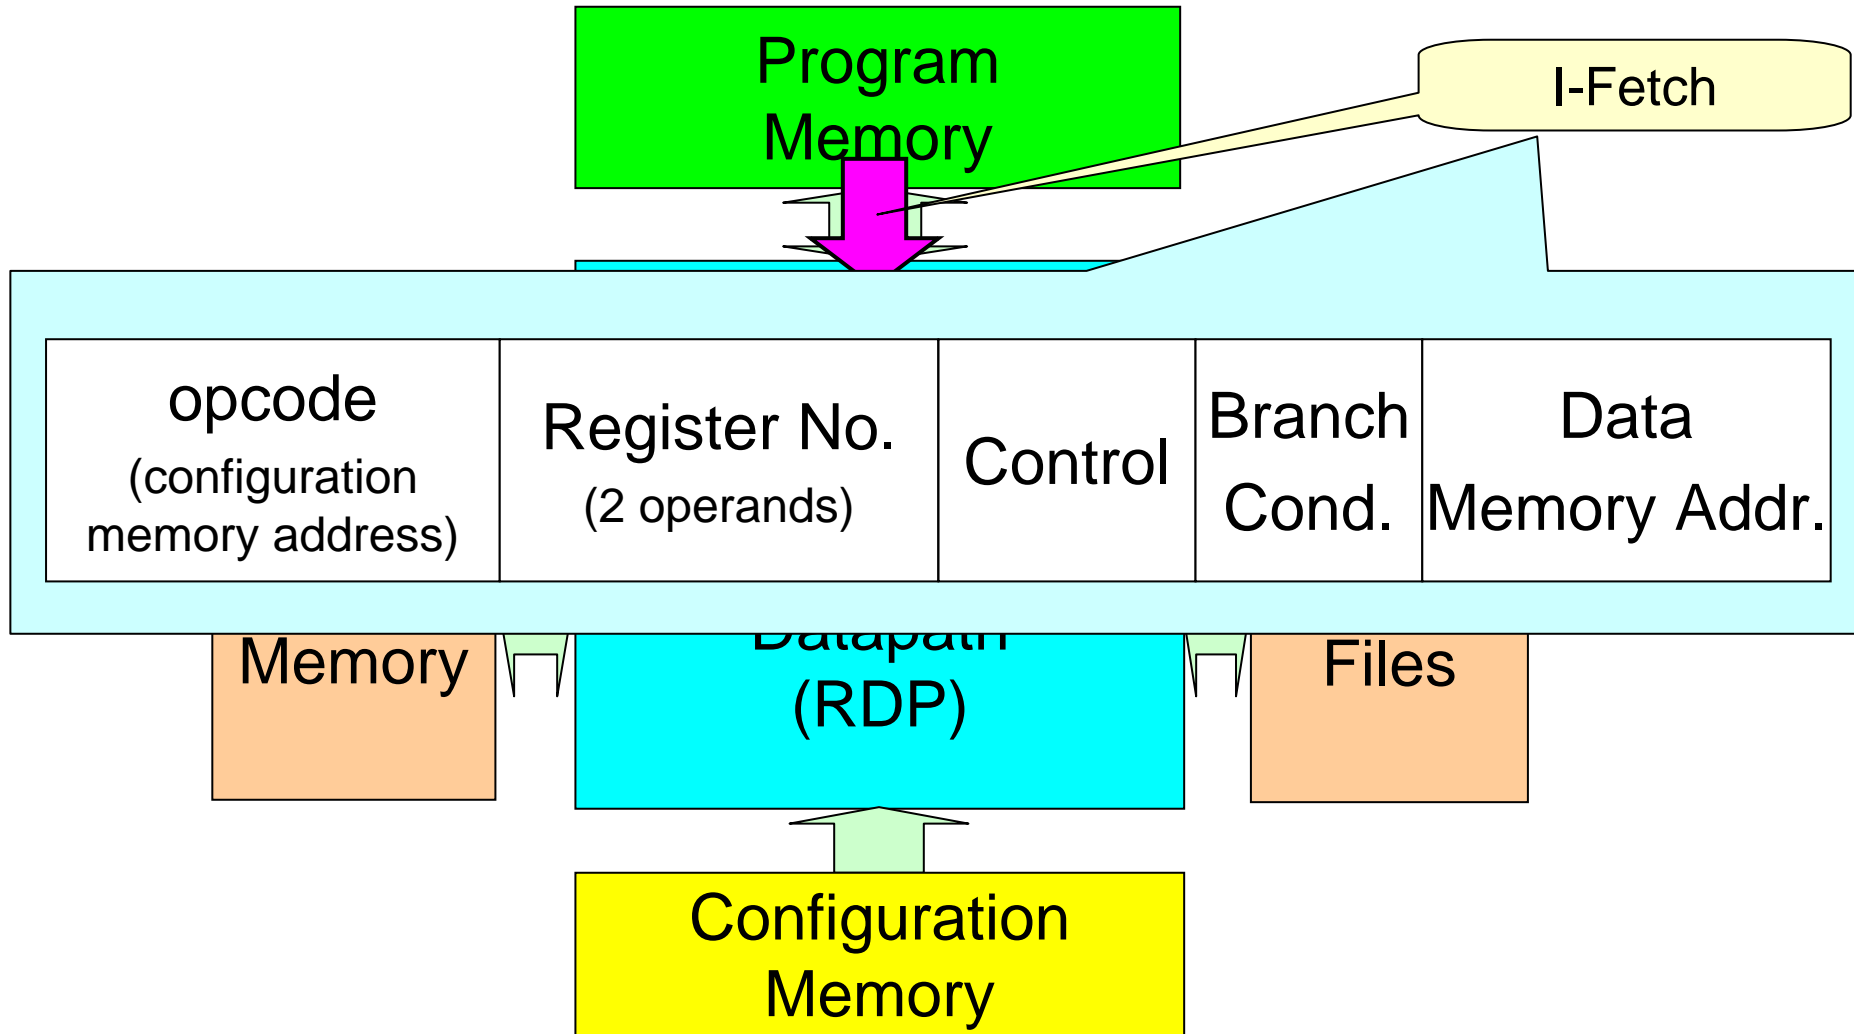 Program
Memory
I-Fetch
opcode
(configuration
memory address)
Register No.
(2 operands)
Control
Branch
Cond.
Data
Memory Addr.
Memory
Datapath
(RDP)
Files
Configuration
Memory